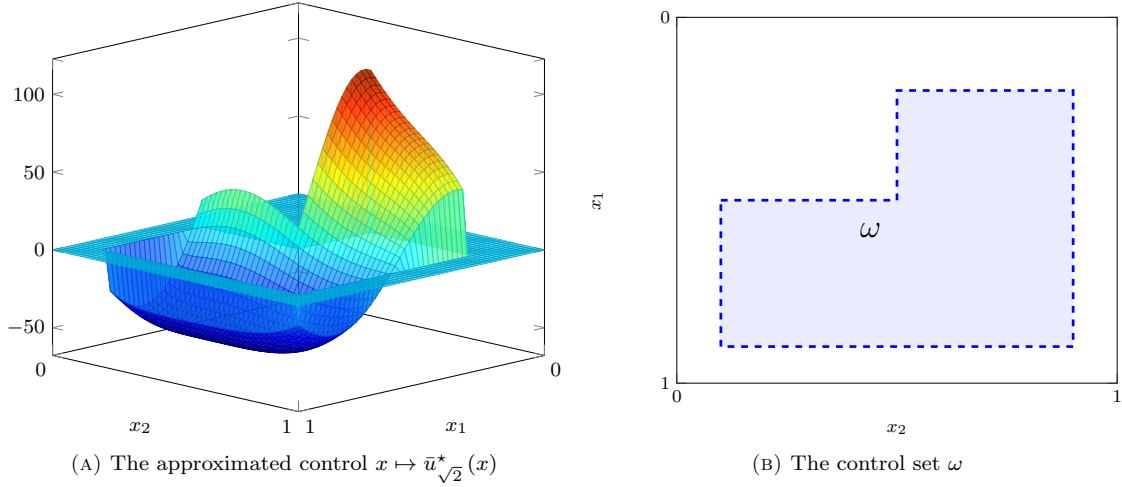 100
50
0
−50
0
x₂
1
1
x₁
0
(A) The approximated control x ↦ ū⋆√2(x)
0
x₁
ω
1
0
x₂
1
(B) The control set ω